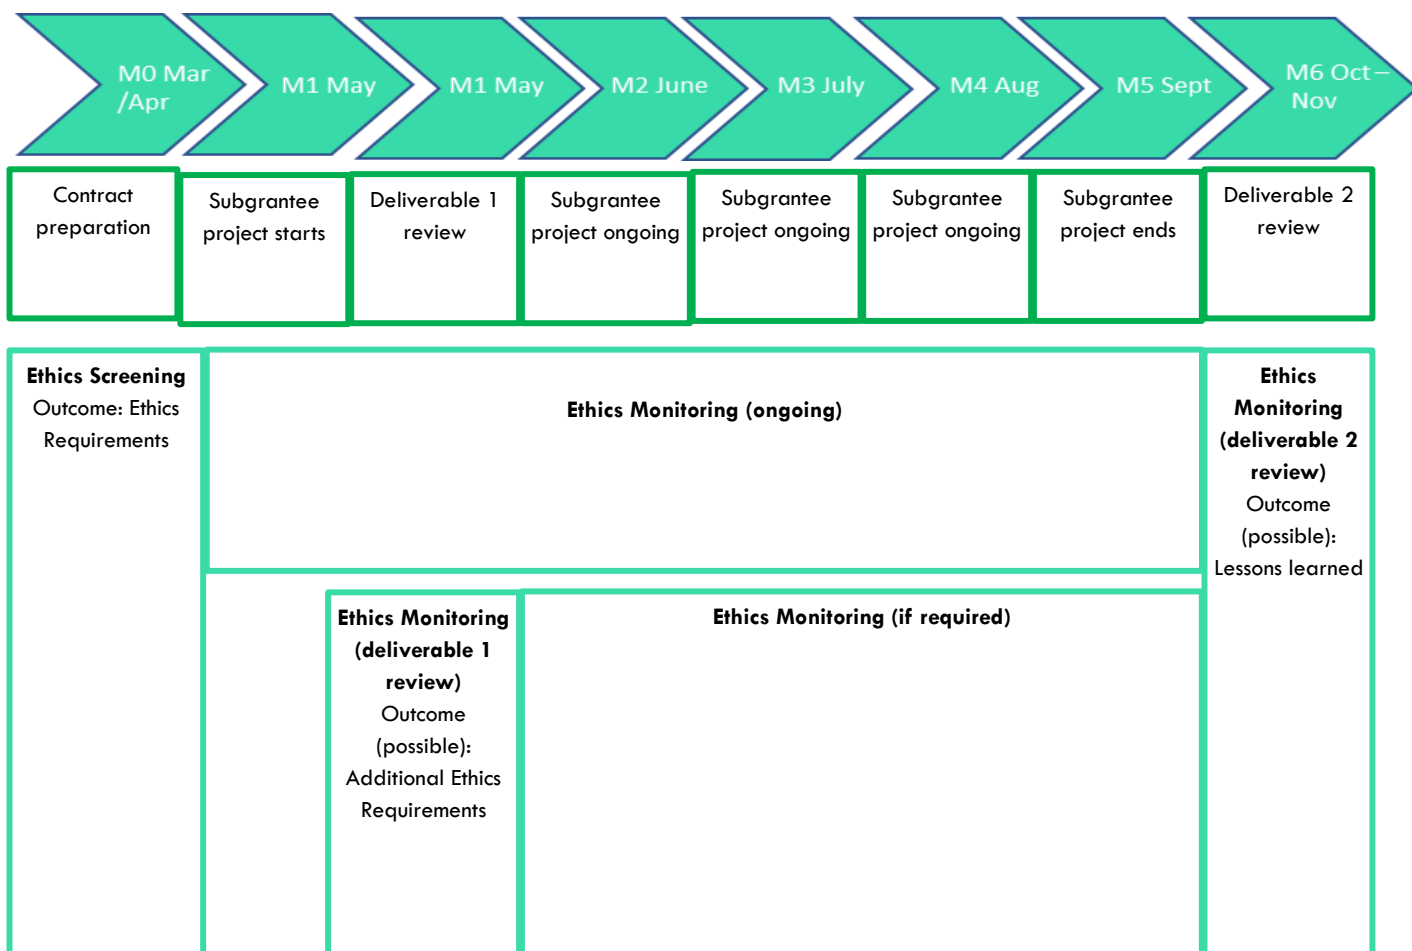 M0 Mar
/Apr
M1 May
M1 May
M2 June
M3 July
M4 Aug
M5 Sept
M6 Oct –
Nov
Contract
preparation
Subgrantee
project starts
Deliverable 1
review
Subgrantee
project ongoing
Subgrantee
project ongoing
Subgrantee
project ongoing
Subgrantee
project ends
Deliverable 2
review
Ethics Screening
Outcome: Ethics
Requirements
Ethics Monitoring (ongoing)
Ethics
Monitoring
(deliverable 2
review)
Outcome
(possible):
Lessons learned
Ethics Monitoring
(deliverable 1
review)
Outcome
(possible):
Additional Ethics
Requirements
Ethics Monitoring (if required)